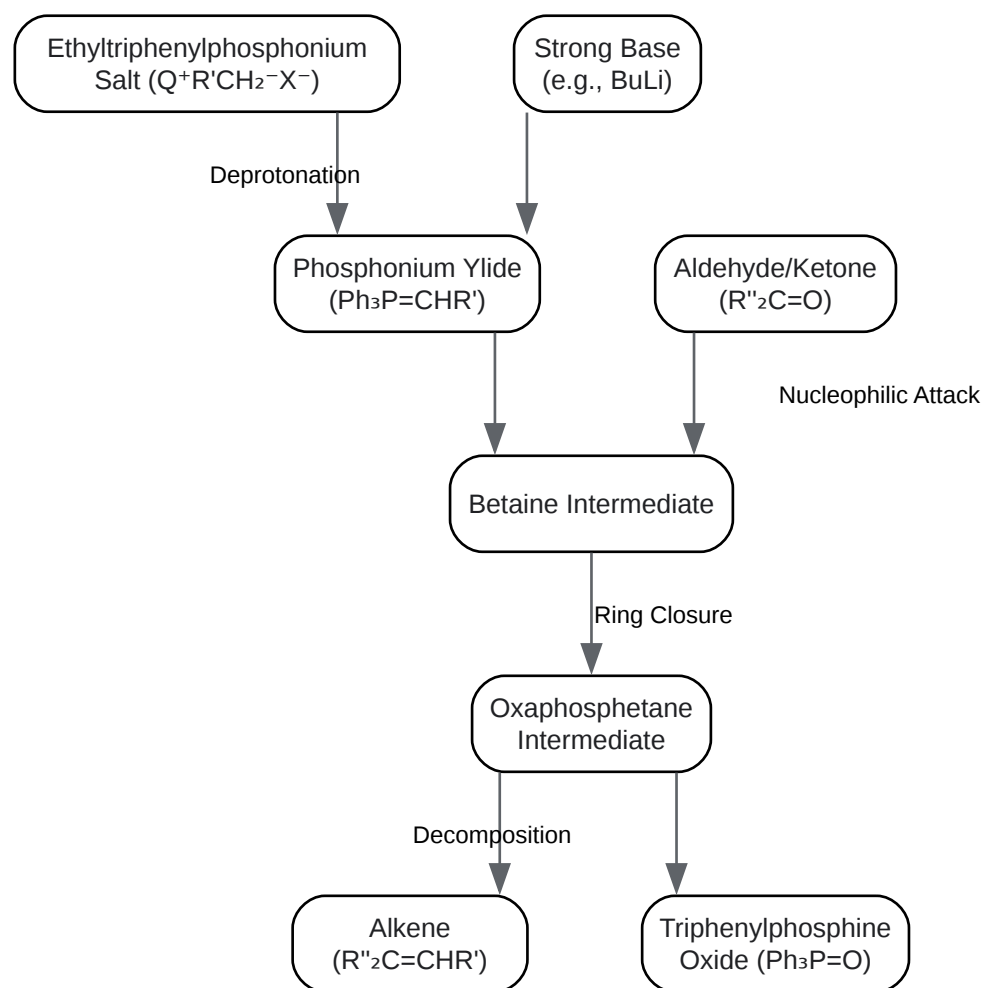 Ethyltriphenylphosphonium
Salt (Q⁺R'CH₂⁻X⁻)
Strong Base
(e.g., BuLi)
Deprotonation
Phosphonium Ylide
(Ph₃P=CHR')
Aldehyde/Ketone
(R''₂C=O)
Nucleophilic Attack
Betaine Intermediate
Ring Closure
Oxaphosphetane
Intermediate
Decomposition
Alkene
(R''₂C=CHR')
Triphenylphosphine
Oxide (Ph₃P=O)